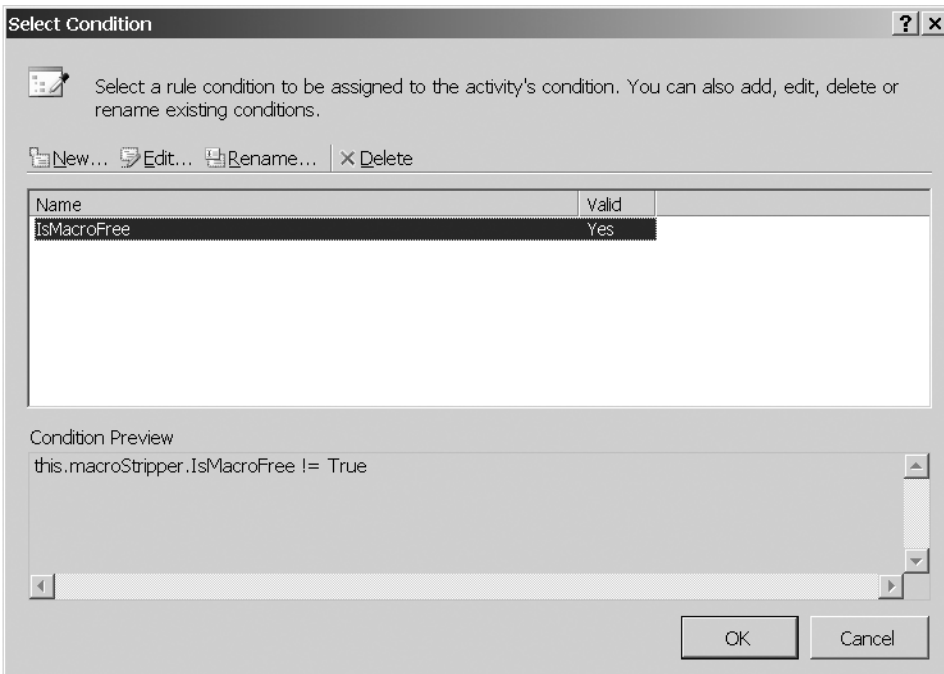 Select Condition
Select a rule condition to be assigned to the activity's condition. You can also add, edit, delete or
rename existing conditions.
New... Edit... Rename... Delete
Name Valid
IsMacroFree Yes
Condition Preview
this.macroStripper.IsMacroFree != True
OK Cancel